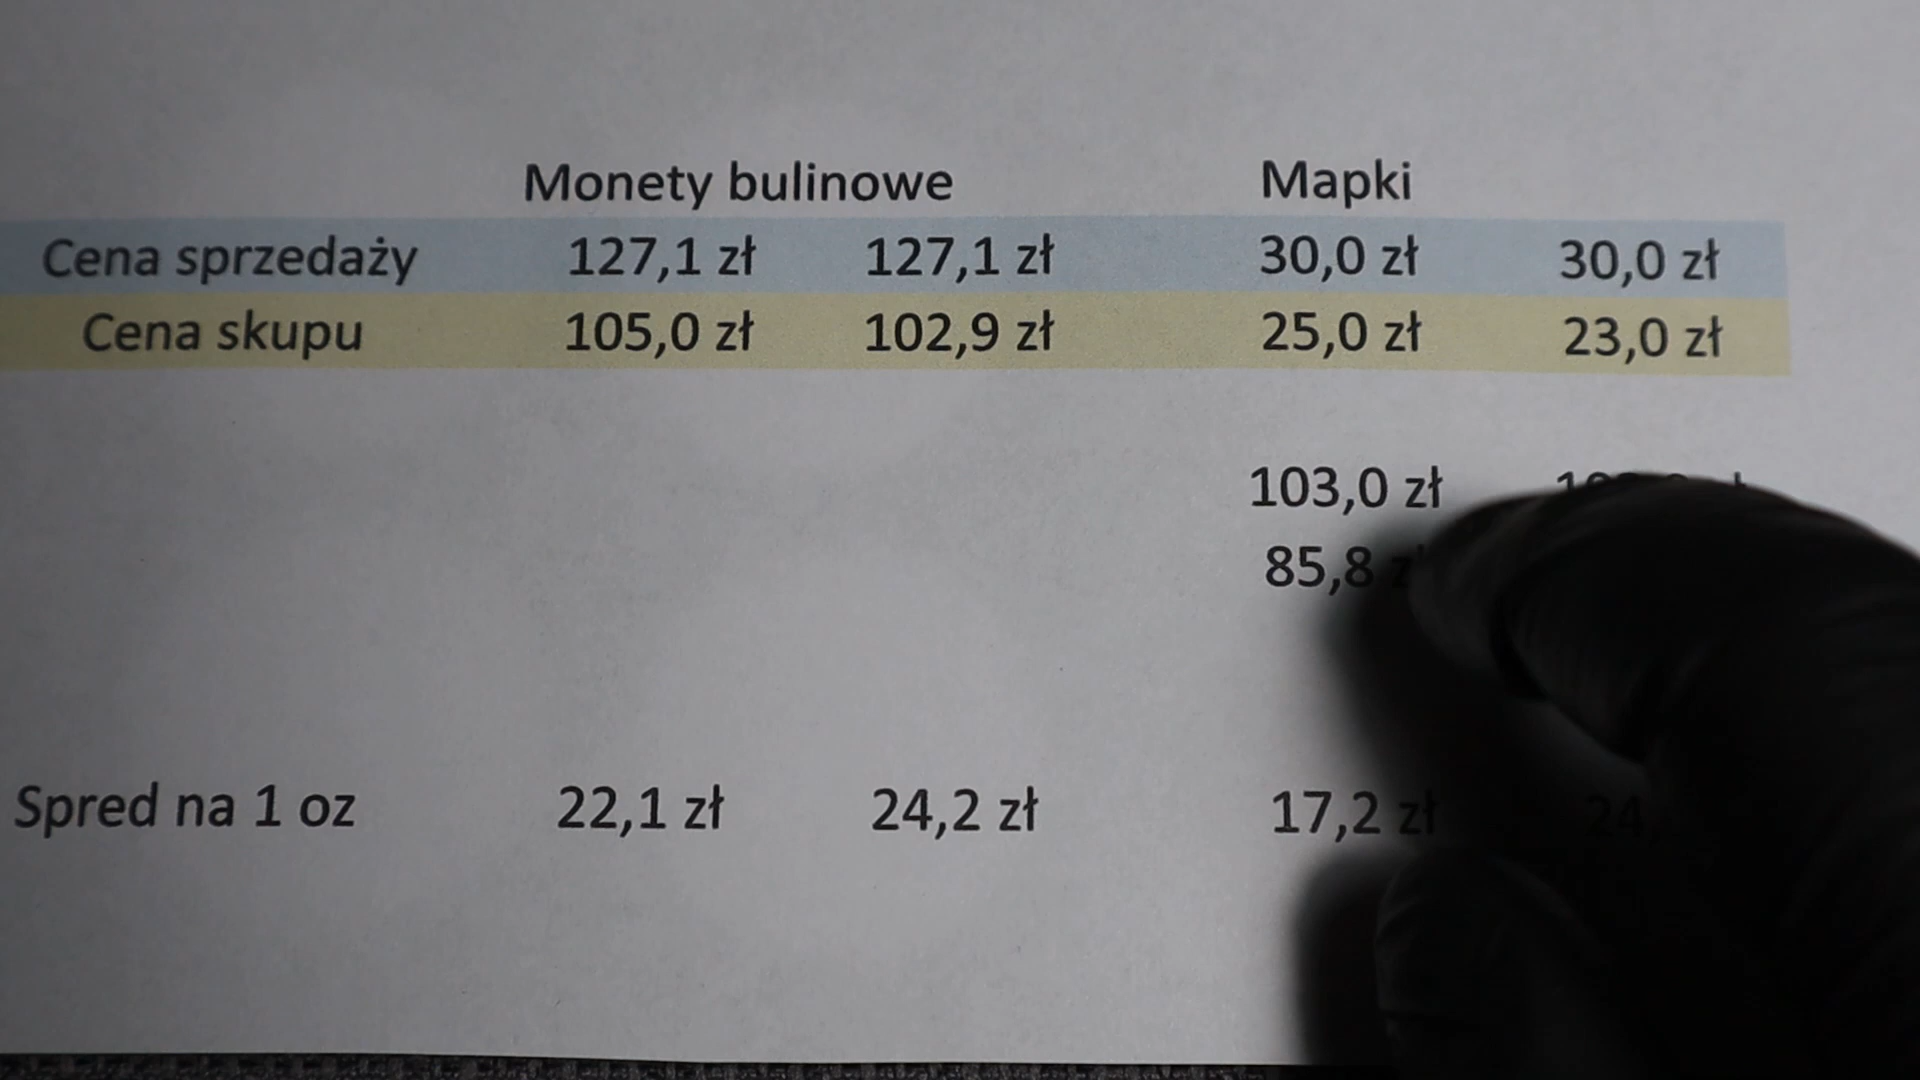 Monety bulinowe Mapki
Cena sprzedaży 127,1 zł 127,1 zł 30,0 zł 30,0 zł
Cena skupu 105,0 zł 102,9 zł 25,0 zł 23,0 zł
103,0 zł
85,8 zł
Spred na 1 oz 22,1 zł 24,2 zł 17,2 zł